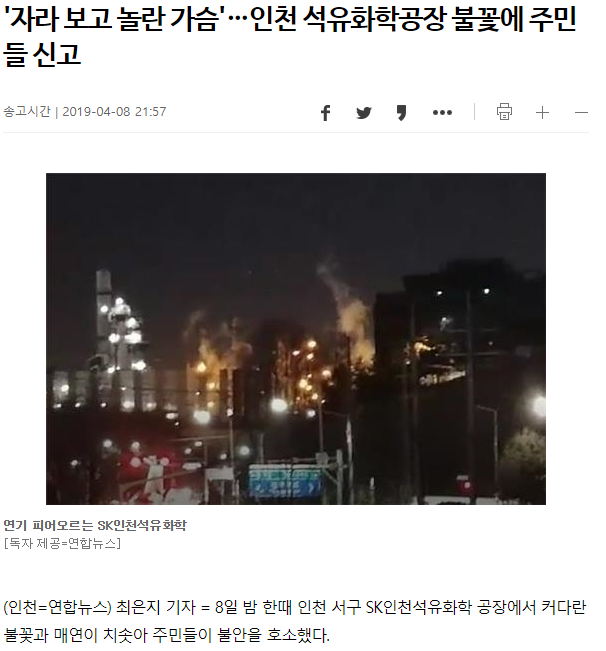 '자라 보고 놀란 가슴'…인천 석유화학공장 불꽃에 주민
들 신고
송고시간 | 2019-04-08 21:57
연기 피어오르는 SK인천석유화학
[독자 제공=연합뉴스]
(인천=연합뉴스) 최은지 기자 = 8일 밤 한때 인천 서구 SK인천석유화학 공장에서 커다란
불꽃과 매연이 치솟아 주민들이 불안을 호소했다.